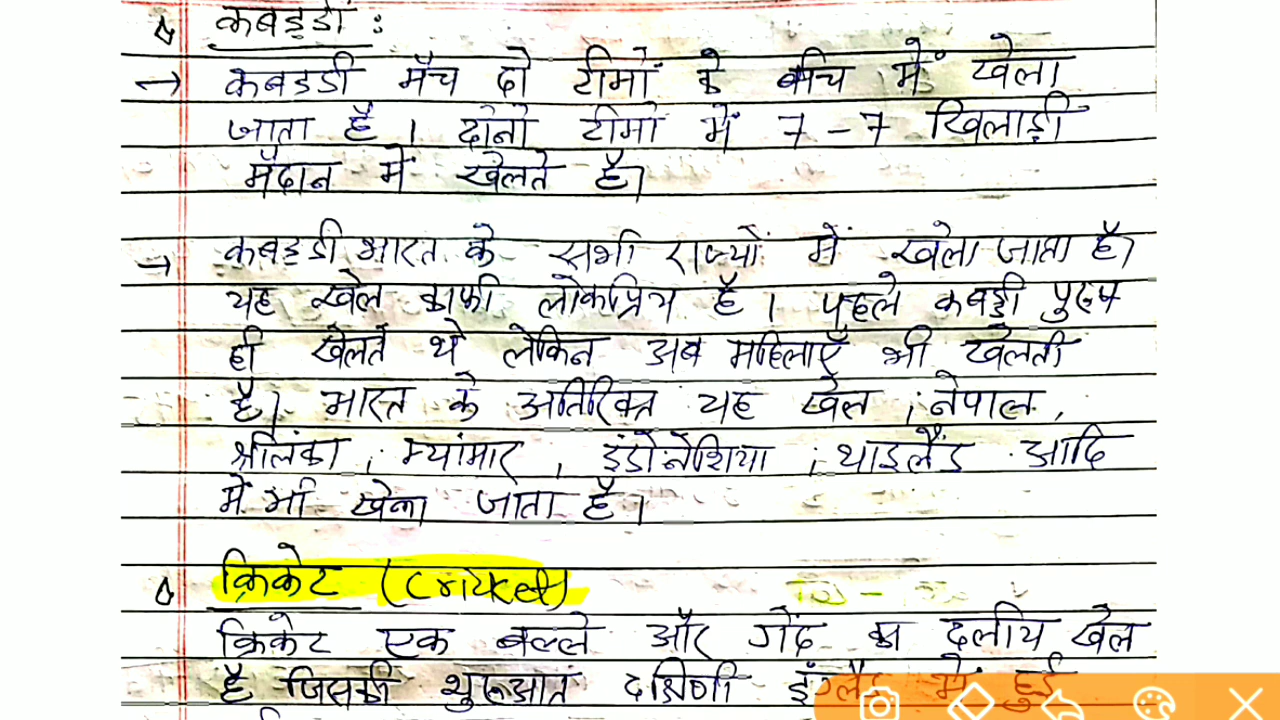 कबड्डी :
→ कबड्डी मैच दो टीमों के बीच में खेला
जाता है । दोनो टीमों में 7-7 खिलाड़ी
मैदान में खेलते है।
→ कबड्डी भारत के सभी राज्यों में खेला जाता है।
यह खेल काफी लोकप्रिय है । पहले कबड्डी पुरुष
ही खेलते थे लेकिन अब महिलाएँ भी खेलती
है। भारत के अतिरिक्त यह खेल , नेपाल ,
श्रीलंका , म्यांमार , इंडोनेशिया , थाइलैंड आदि
में भी खेला जाता है।
क्रिकेट (Cricket)
क्रिकेट एक बल्ले और गेंद का दलीय खेल
है जिसकी शुरूआत दक्षिणी इंग्लैंड में हुई